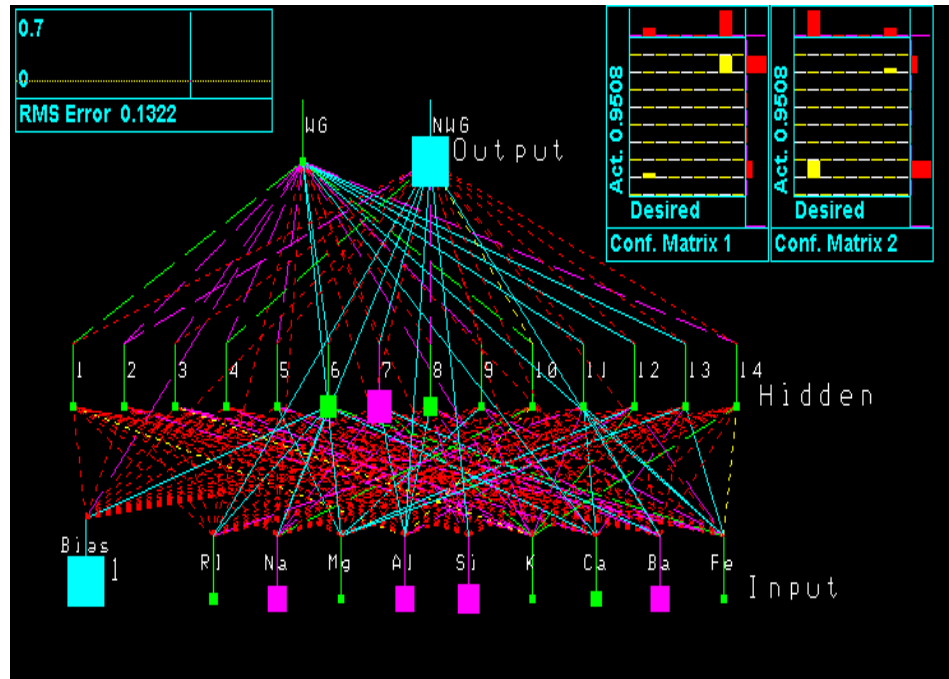 0.7
0
RMS Error 0.1322
Act. 0.9508
Desired
Conf. Matrix 1
Act. 0.9508
Desired
Conf. Matrix 2
WG NWG
Output
1 2 3 4 5 6 7 8 9 10 11 12 13 14
Hidden
Bias 1
RI Na Mg Al Si K Ca Ba Fe
Input